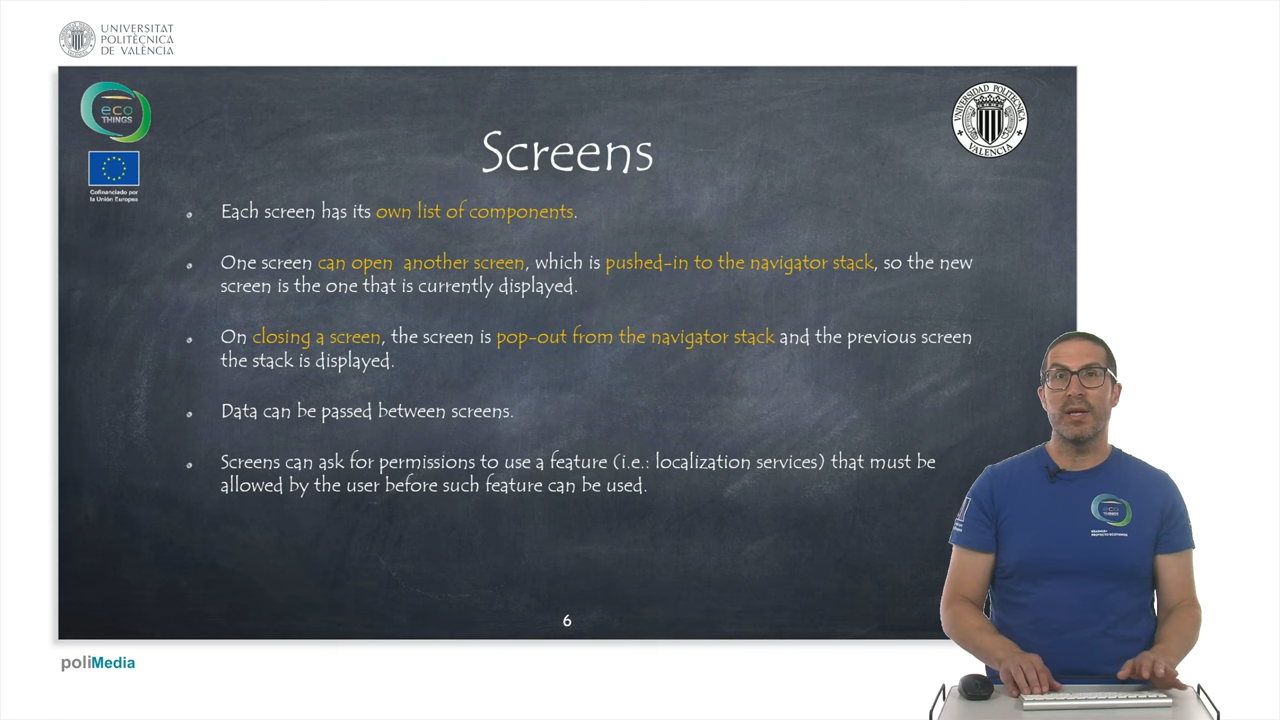 UNIVERSITAT
POLITÈCNICA
DE VALÈNCIA
eco
THINGS
Cofinanciado por
la Unión Europea
UNIVERSIDAD POLITECNICA
VALENCIA
Screens
Each screen has its own list of components.
One screen can open another screen, which is pushed-in to the navigator stack, so the new
screen is the one that is currently displayed.
On closing a screen, the screen is pop-out from the navigator stack and the previous screen
the stack is displayed.
Data can be passed between screens.
Screens can ask for permissions to use a feature (i.e.: localization services) that must be
allowed by the user before such feature can be used.
6
eco
THINGS
poliMedia